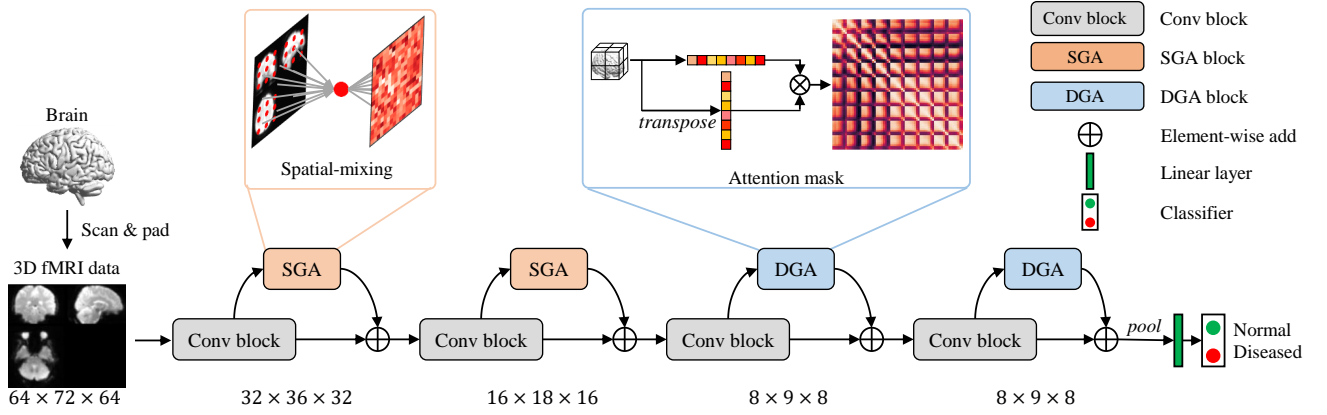 Brain
Scan & pad
3D fMRI data
64 × 72 × 64
Spatial-mixing
transpose
Attention mask
Conv block
Conv block
SGA
SGA block
DGA
DGA block
Element-wise add
Linear layer
Classifier
SGA
SGA
DGA
DGA
Conv block
Conv block
Conv block
Conv block
pool
Normal
Diseased
32 × 36 × 32
16 × 18 × 16
8 × 9 × 8
8 × 9 × 8